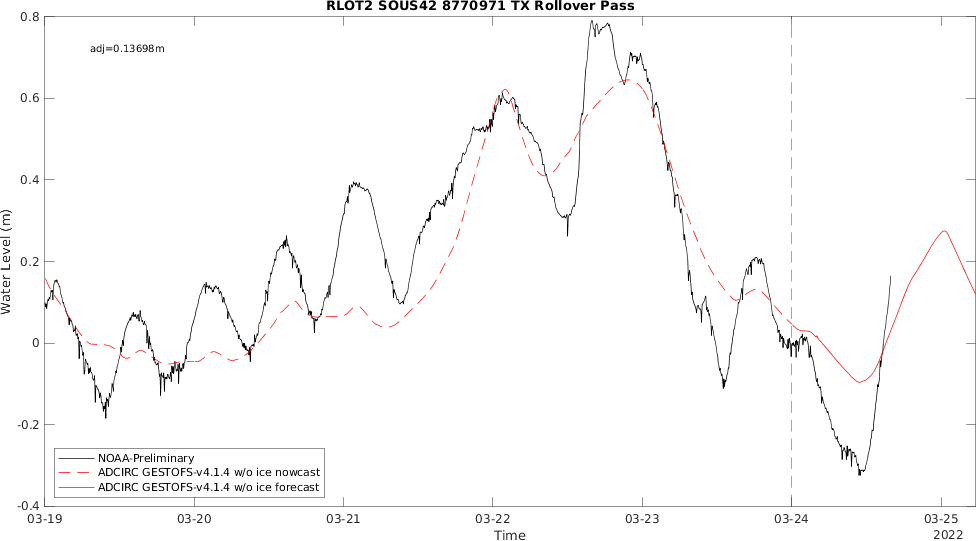 RLOT2 SOUS42 8770971 TX Rollover Pass
adj=0.13698m
0.8
0.6
0.4
0.2
0
-0.2
-0.4
Water Level (m)
NOAA-Preliminary
ADCIRC GESTOFS-v4.1.4 w/o ice nowcast
ADCIRC GESTOFS-v4.1.4 w/o ice forecast
03-19 03-20 03-21 03-22 03-23 03-24 03-25
Time
2022